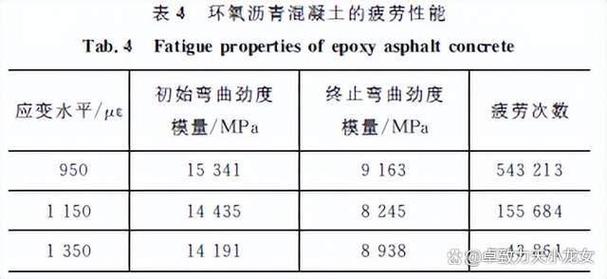 表 4 环氧沥青混凝土的疲劳性能
Tab. 4 Fatigue properties of epoxy asphalt concrete
应变水平/με 初始弯曲劲度模量/MPa 终止弯曲劲度模量/MPa 疲劳次数
950 15 341 9 163 543 213
1 150 14 435 8 245 155 684
1 350 14 191 8 938 43 861
@卓致力天小龙女